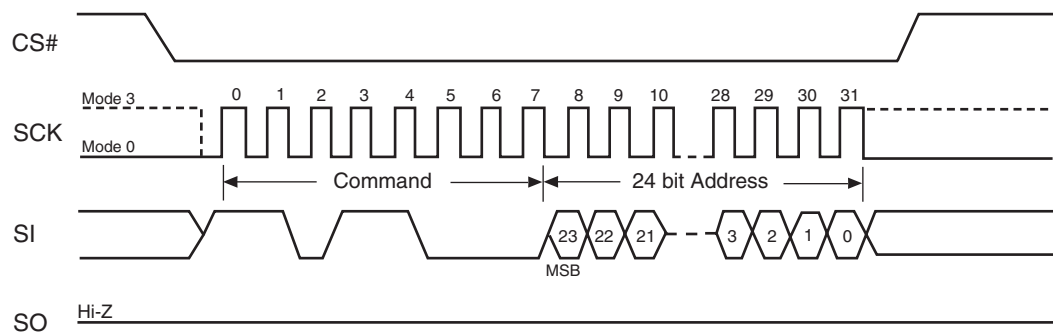 CS#
Mode 3
0 1 2 3 4 5 6 7 8 9 10 28 29 30 31
SCK
Mode 0
Command
24 bit Address
SI
23 22 21 3 2 1 0
MSB
Hi-Z
SO